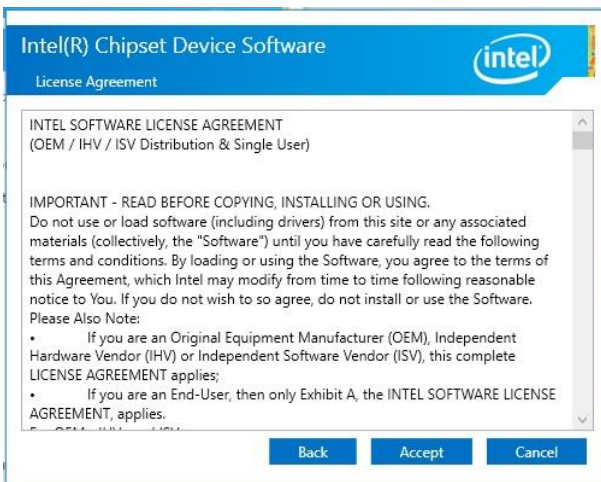 Intel(R) Chipset Device Software
intel
License Agreement
INTEL SOFTWARE LICENSE AGREEMENT
(OEM / IHV / ISV Distribution & Single User)
IMPORTANT - READ BEFORE COPYING, INSTALLING OR USING.
Do not use or load software (including drivers) from this site or any associated
materials (collectively, the "Software") until you have carefully read the following
terms and conditions. By loading or using the Software, you agree to the terms of
this Agreement, which Intel may modify from time to time following reasonable
notice to You. If you do not wish to so agree, do not install or use the Software.
Please Also Note:
• If you are an Original Equipment Manufacturer (OEM), Independent
Hardware Vendor (IHV) or Independent Software Vendor (ISV), this complete
LICENSE AGREEMENT applies;
• If you are an End-User, then only Exhibit A, the INTEL SOFTWARE LICENSE
AGREEMENT, applies.
Back Accept Cancel